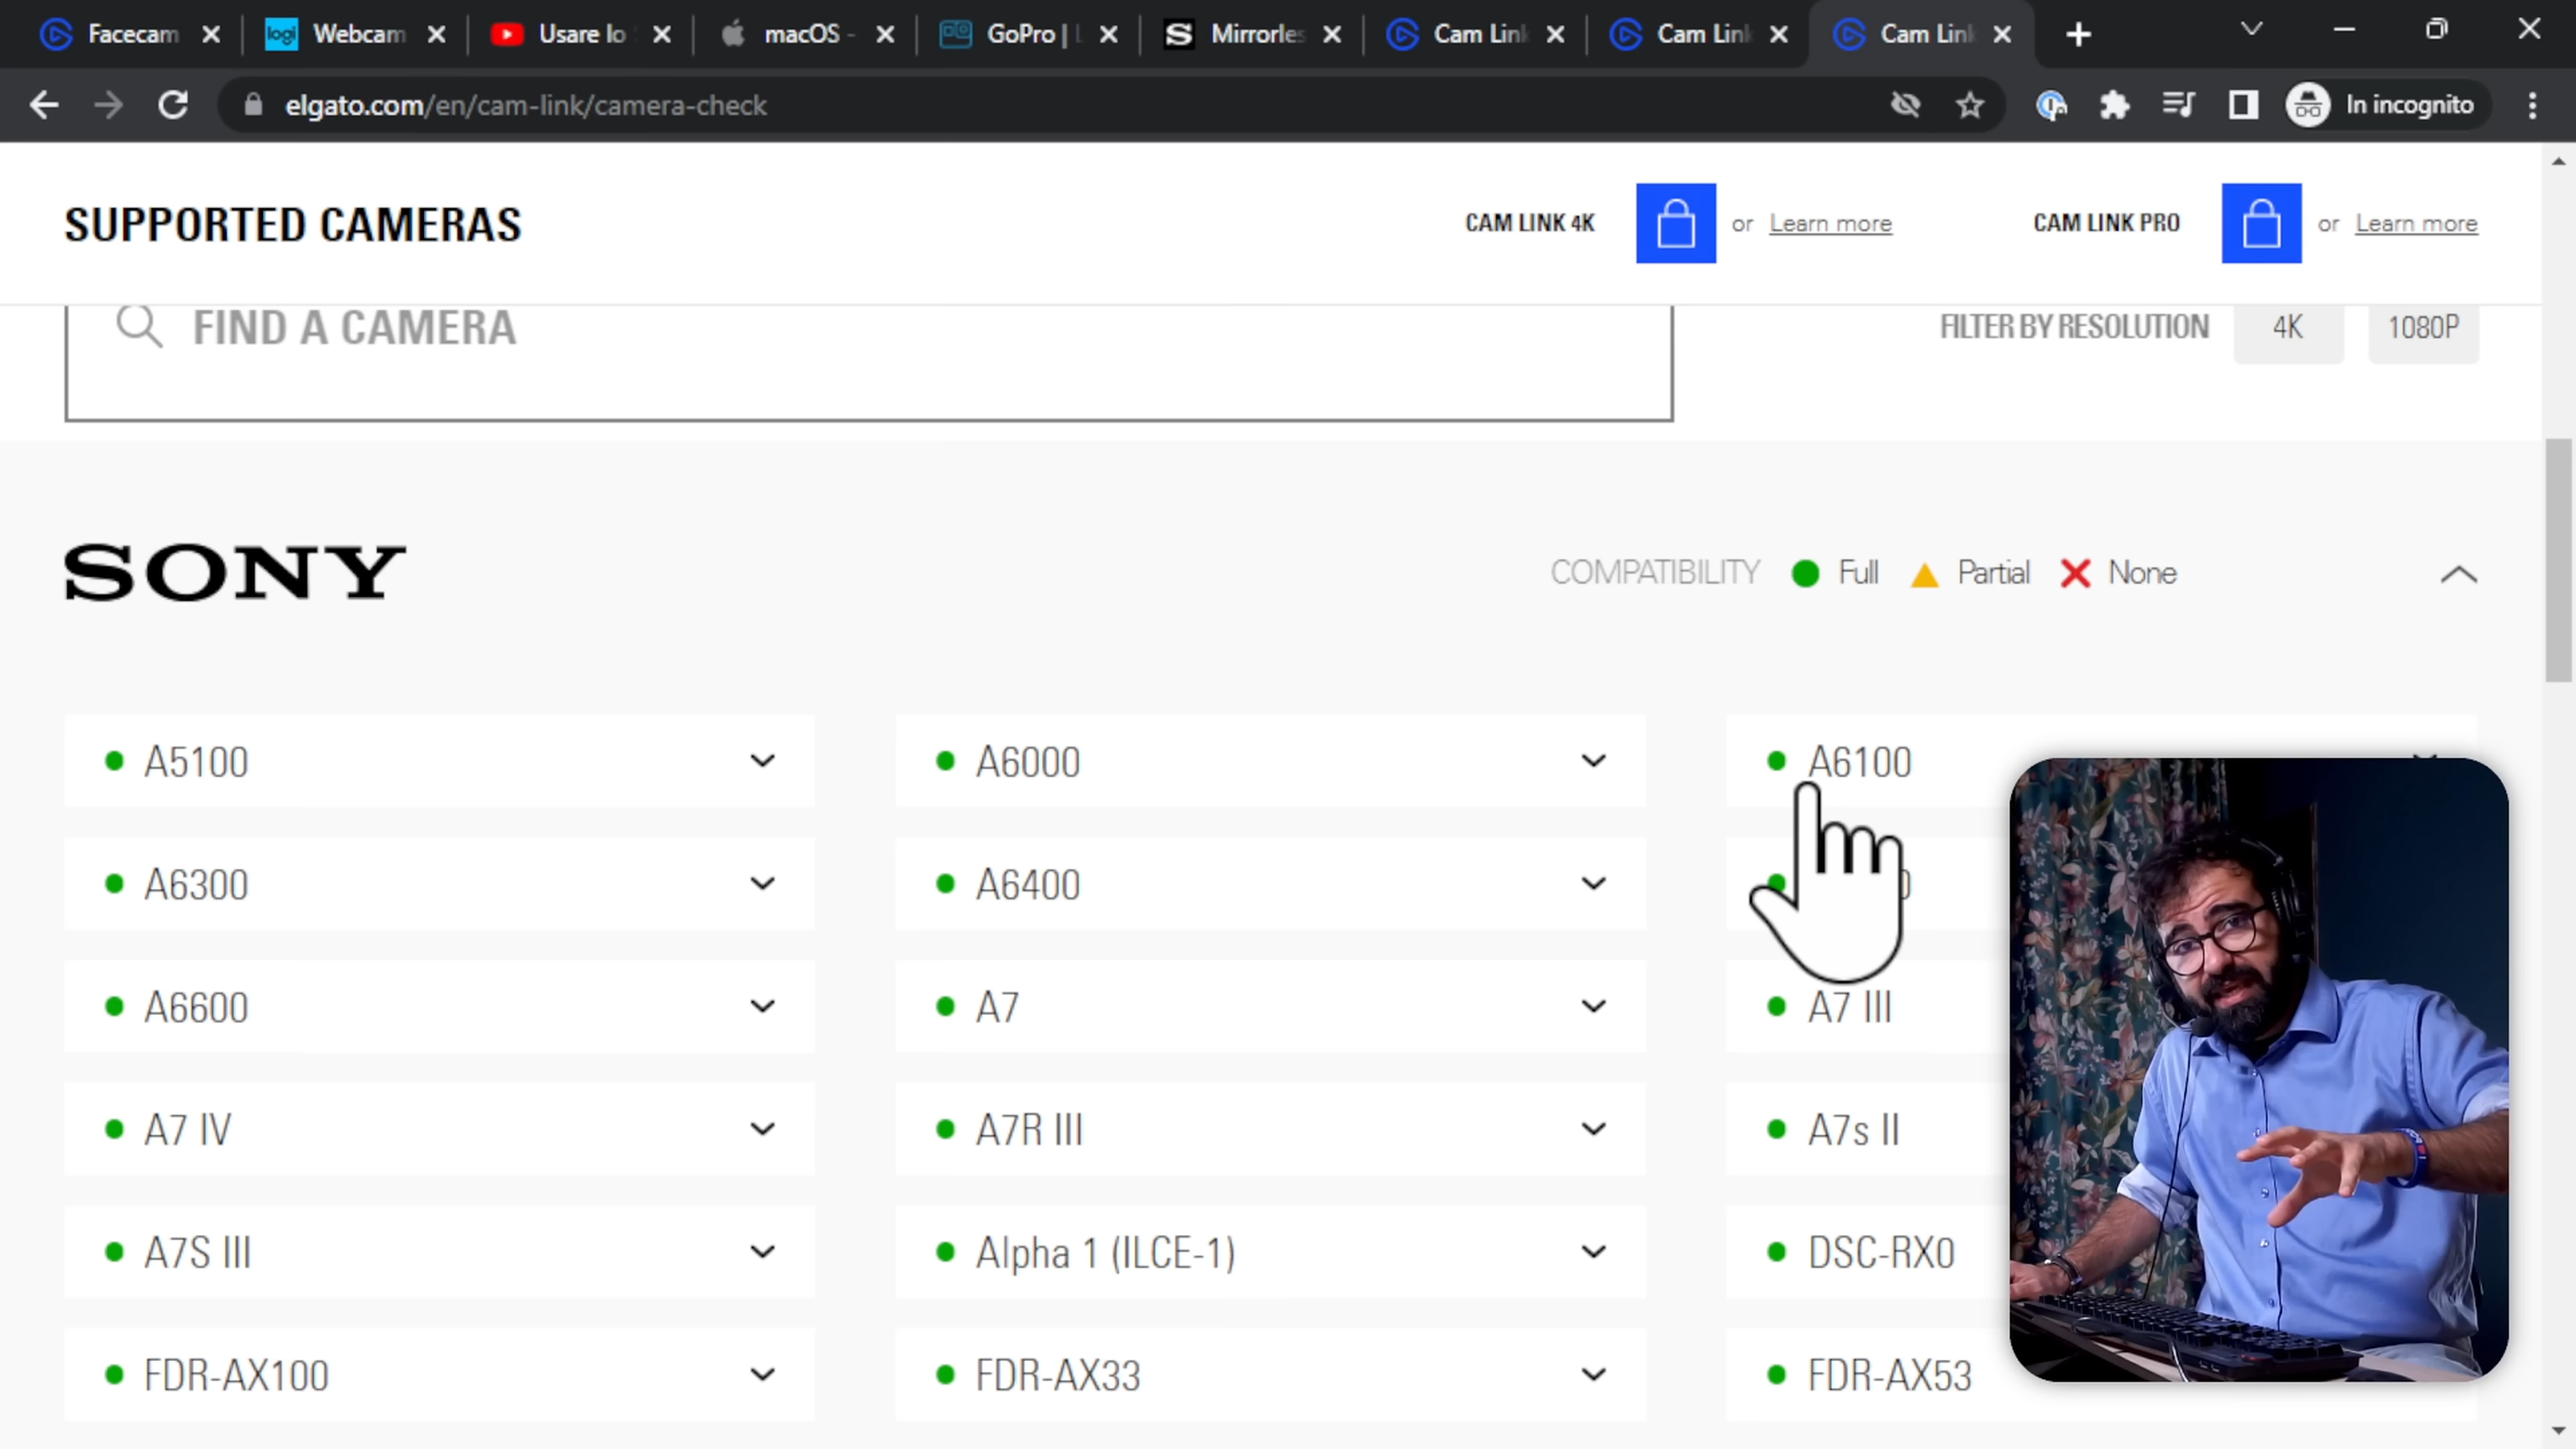 Facecam
logi Webcam
Usare lo
macOS -
GoPro |
Mirrorles
Cam Link
Cam Link
Cam Link
elgato.com/en/cam-link/camera-check
In incognito
SUPPORTED CAMERAS
CAM LINK 4K or Learn more
CAM LINK PRO or Learn more
FIND A CAMERA
FILTER BY RESOLUTION 4K 1080P
SONY
COMPATIBILITY Full Partial None
A5100 A6000 A6100
A6300 A6400
A6600 A7 A7 III
A7 IV A7R III A7s II
A7S III Alpha 1 (ILCE-1) DSC-RX0
FDR-AX100 FDR-AX33 FDR-AX53